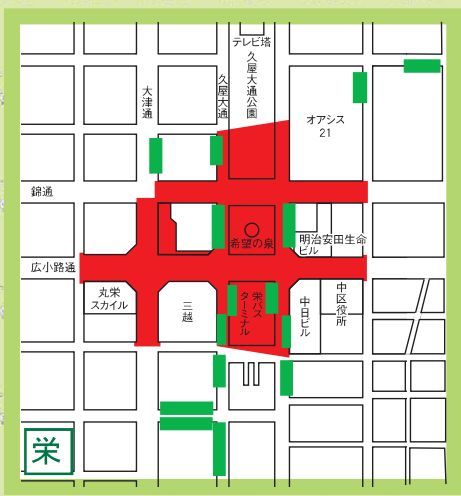 テレビ塔
久屋大通公園
久屋大通
大津通
オアシス
21
錦通
希望の泉
明治安田生命
ビル
広小路通
丸栄
スカイル
三越
栄バス
ターミナル
中日ビル
中区役所
栄